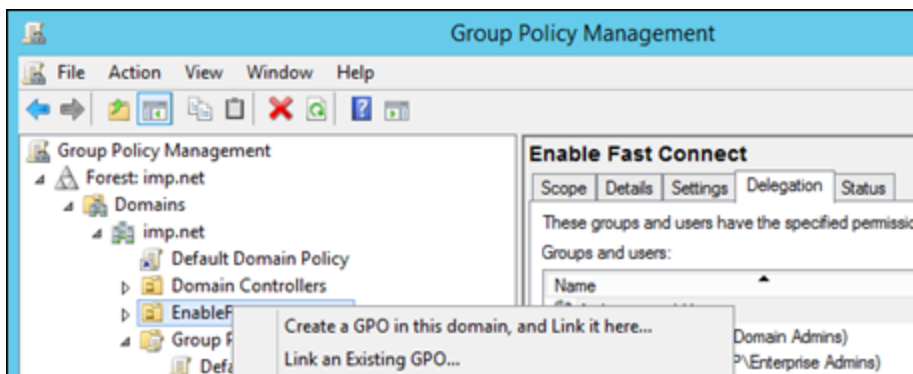 Group Policy Management
File Action View Window Help
Group Policy Management
Forest: imp.net
Domains
imp.net
Default Domain Policy
Domain Controllers
Group
Enable Fast Connect
Scope Details Settings Delegation Status
These groups and users have the specified
Groups and users:
Name
Create a GPO in this domain, and Link it here...
Link an Existing GPO...
Domain Admins)
\Enterprise Admins)